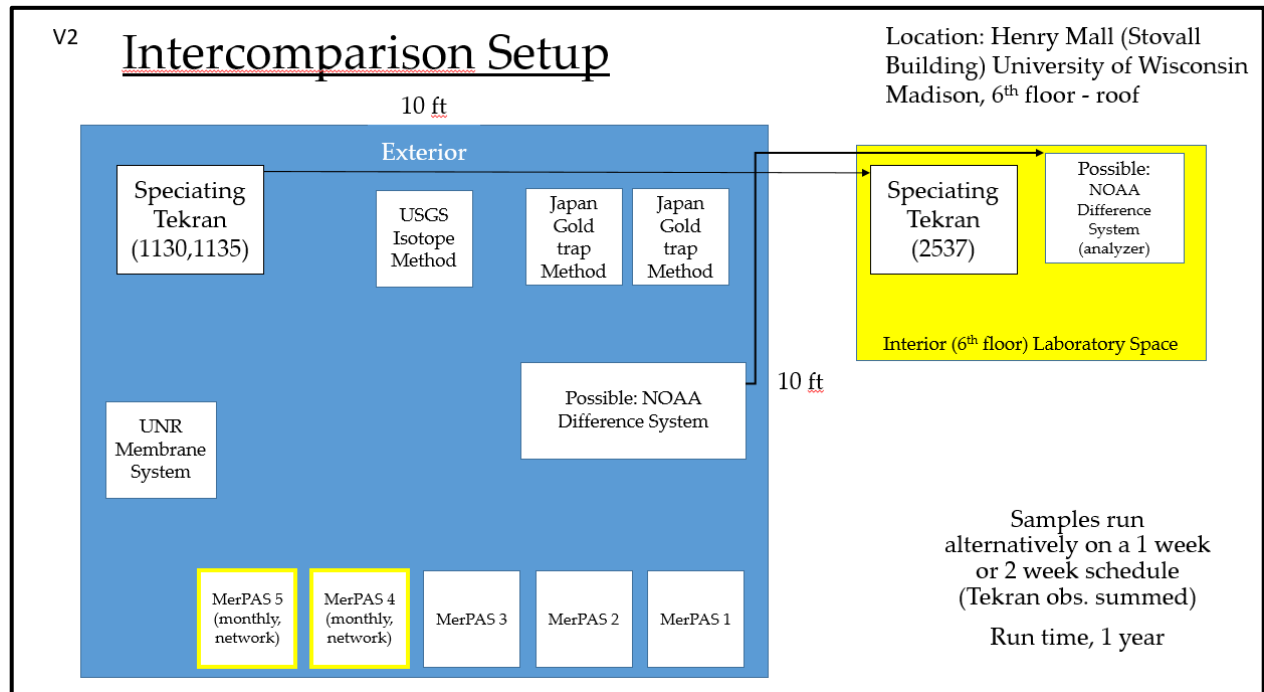 V2
Intercomparison Setup
Location: Henry Mall (Stovall
Building) University of Wisconsin
Madison, 6th floor - roof
10 ft
Exterior
Speciating
Tekran
(1130,1135)
USGS
Isotope
Method
Japan
Gold
trap
Method
Japan
Gold
trap
Method
Speciating
Tekran
(2537)
Possible:
NOAA
Difference
System
(analyzer)
Interior (6th floor) Laboratory Space
Possible: NOAA
Difference System
10 ft
UNR
Membrane
System
MerPAS 5
(monthly,
network)
MerPAS 4
(monthly,
network)
MerPAS 3
MerPAS 2
MerPAS 1
Samples run
alternatively on a 1 week
or 2 week schedule
(Tekran obs. summed)
Run time, 1 year